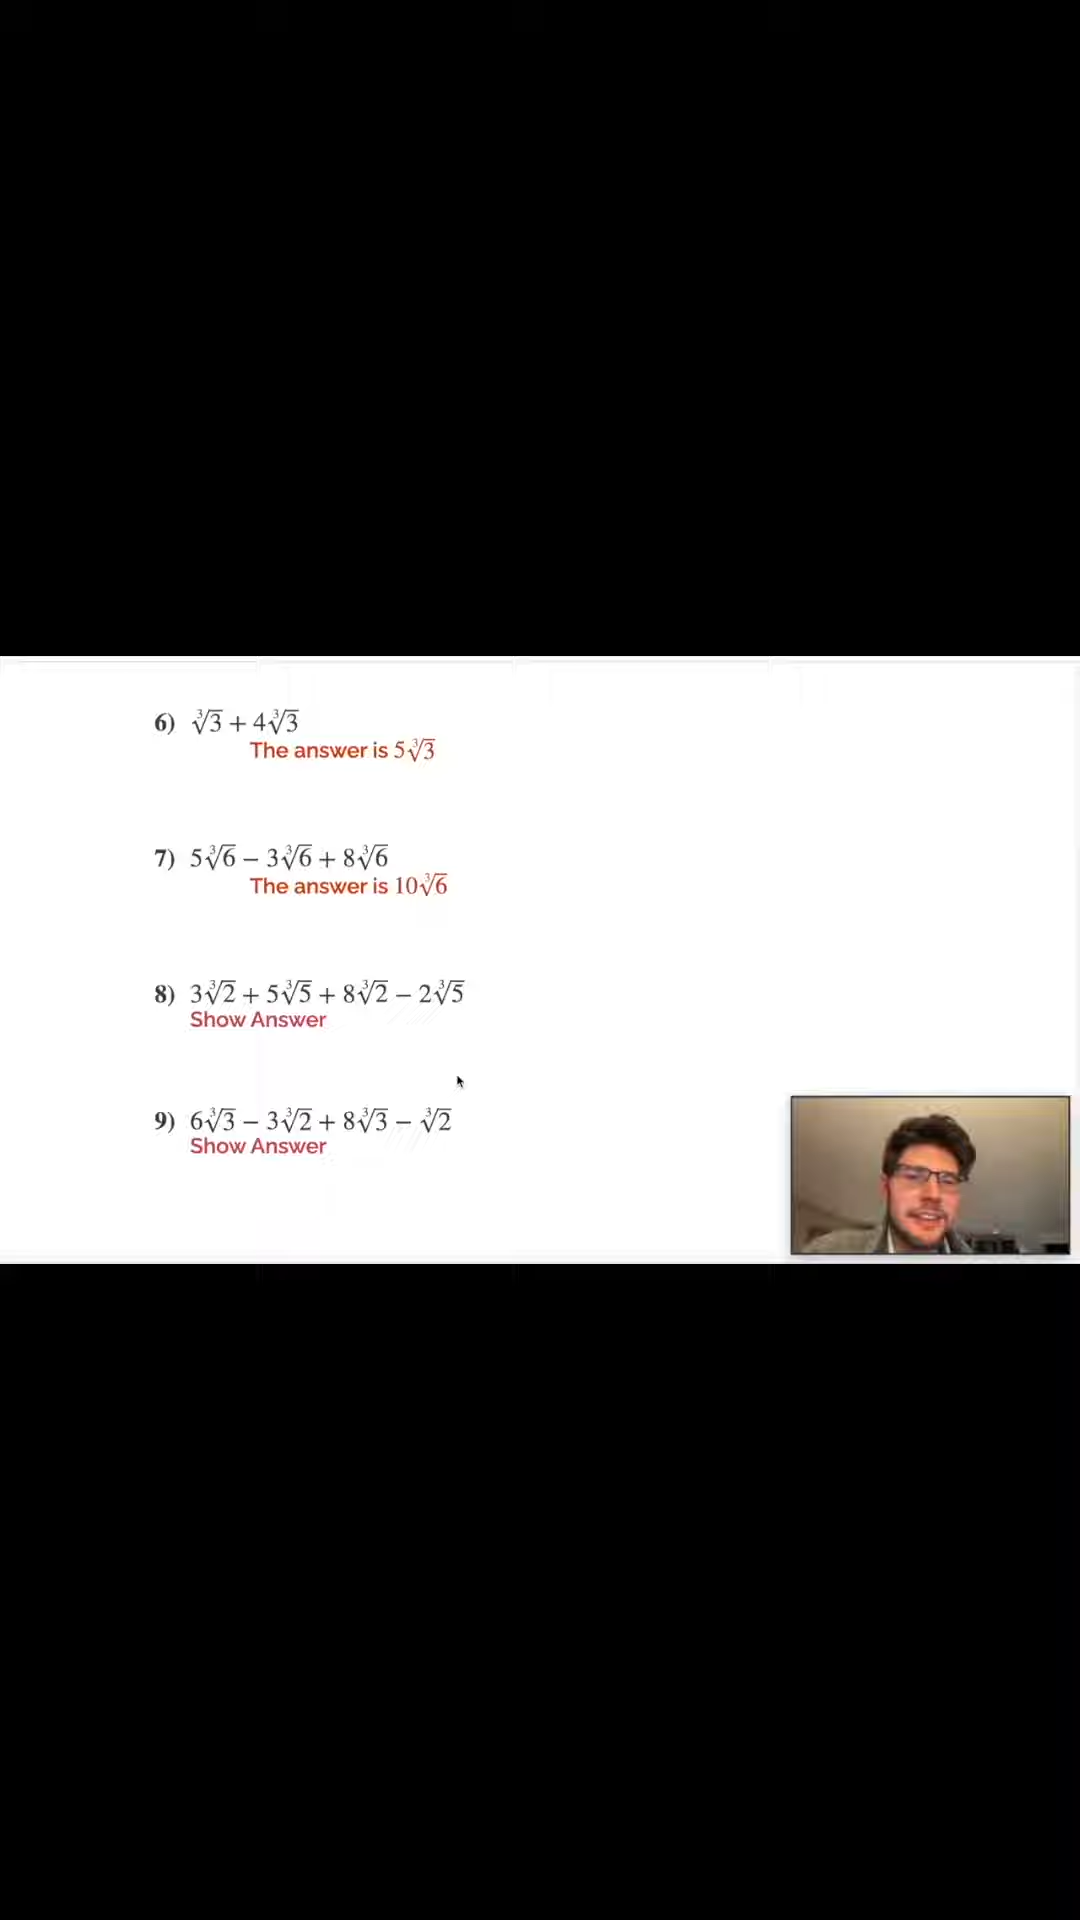 6) ∛3 + 4∛3
The answer is 5∛3
7) 5∛6 – 3∛6 + 8∛6
The answer is 10∛6
8) 3∛2 + 5∛5 + 8∛2 – 2∛5
Show Answer
9) 6∛3 – 3∛2 + 8∛3 – ∛2
Show Answer